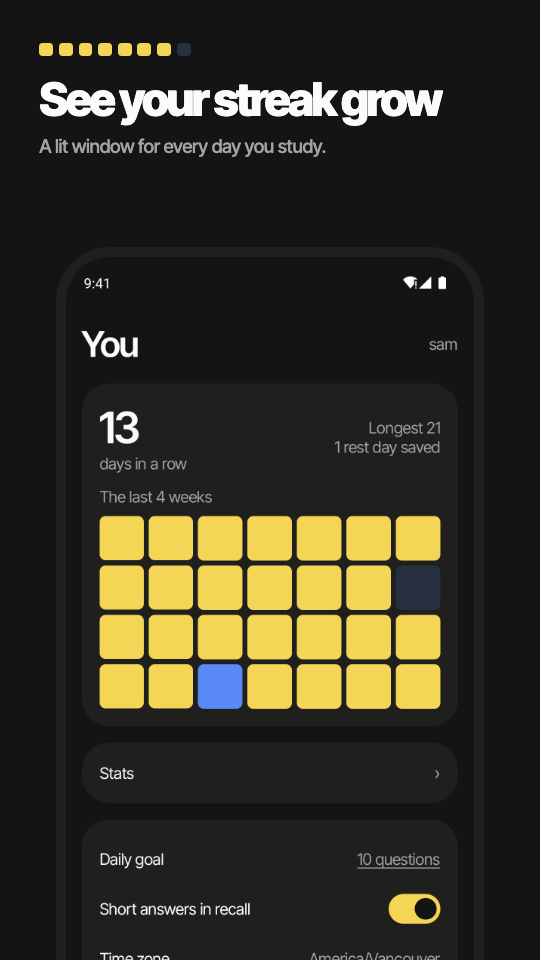 See your streak grow
A lit window for every day you study.
9:41
You
sam
13
days in a row
Longest 21
1 rest day saved
The last 4 weeks
Stats
Daily goal
10 questions
Short answers in recall
Time zone
America/Vancouver